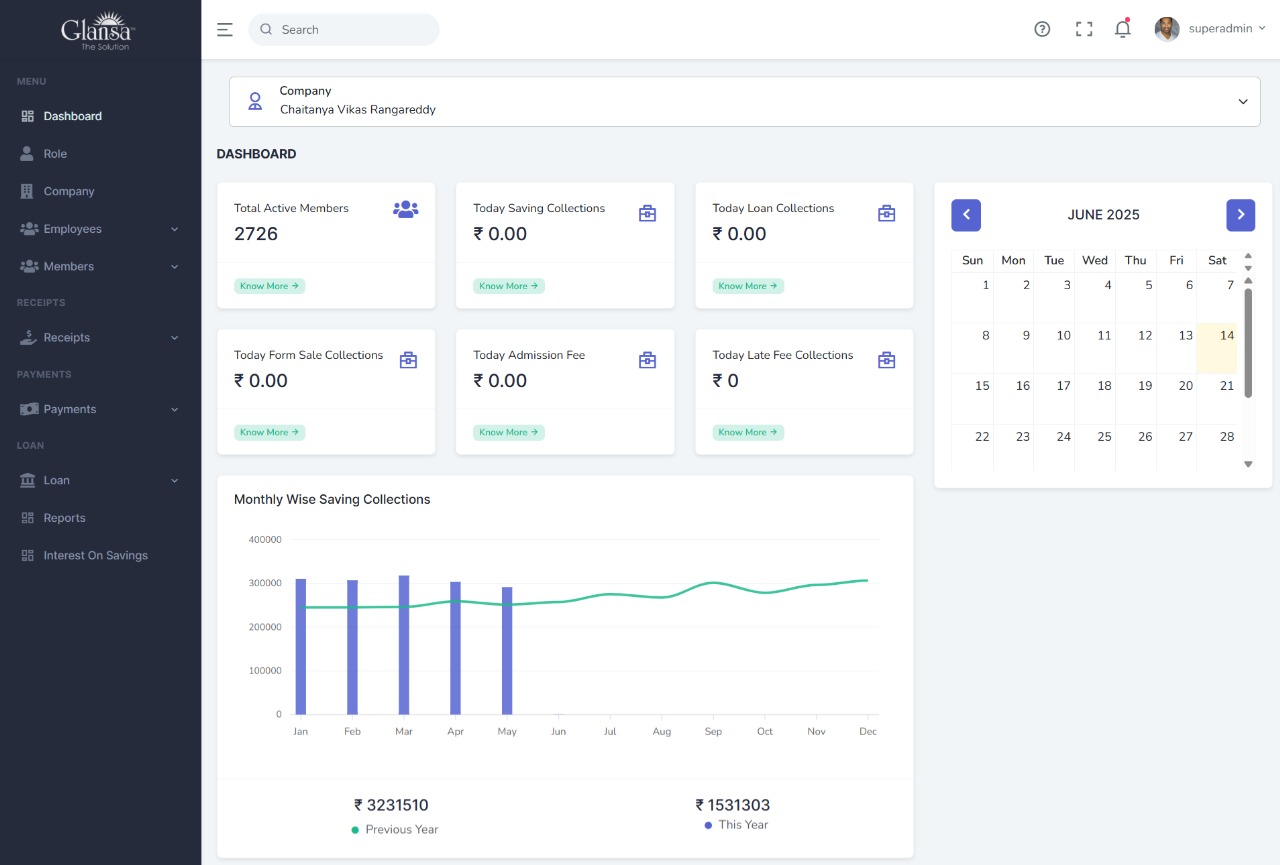 Glansa
The Solution
Search
superadmin
MENU
Dashboard
Role
Company
Employees
Members
RECEIPTS
Receipts
PAYMENTS
Payments
LOAN
Loan
Reports
Interest On Savings
Company
Chaitanya Vikas Rangareddy
DASHBOARD
Total Active Members
2726
Know More →
Today Saving Collections
₹ 0.00
Know More →
Today Loan Collections
₹ 0.00
Know More →
Today Form Sale Collections
₹ 0.00
Know More →
Today Admission Fee
₹ 0.00
Know More →
Today Late Fee Collections
₹ 0
Know More →
JUNE 2025
Sun Mon Tue Wed Thu Fri Sat
1 2 3 4 5 6 7
8 9 10 11 12 13 14
15 16 17 18 19 20 21
22 23 24 25 26 27 28
Monthly Wise Saving Collections
400000
300000
200000
100000
0
Jan Feb Mar Apr May Jun Jul Aug Sep Oct Nov Dec
₹ 3231510
Previous Year
₹ 1531303
This Year